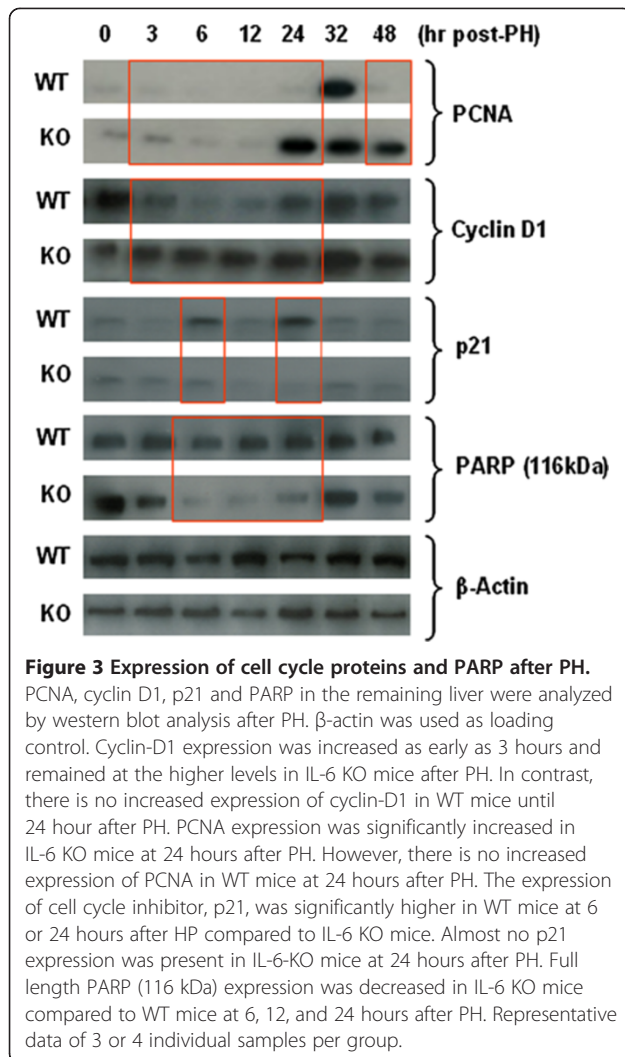 0 3 6 12 24 32 48 (hr post-PH)
WT
KO
PCNA
WT
KO
Cyclin D1
WT
KO
p21
WT
KO
PARP (116kDa)
WT
KO
β-Actin
Figure 3 Expression of cell cycle proteins and PARP after PH.
PCNA, cyclin D1, p21 and PARP in the remaining liver were analyzed
by western blot analysis after PH. β-actin was used as loading
control. Cyclin-D1 expression was increased as early as 3 hours and
remained at the higher levels in IL-6 KO mice after PH. In contrast,
there is no increased expression of cyclin-D1 in WT mice until
24 hour after PH. PCNA expression was significantly increased in
IL-6 KO mice at 24 hours after PH. However, there is no increased
expression of PCNA in WT mice at 24 hours after PH. The expression
of cell cycle inhibitor, p21, was significantly higher in WT mice at 6
or 24 hours after HP compared to IL-6 KO mice. Almost no p21
expression was present in IL-6-KO mice at 24 hours after PH. Full
length PARP (116 kDa) expression was decreased in IL-6 KO mice
compared to WT mice at 6, 12, and 24 hours after PH. Representative
data of 3 or 4 individual samples per group.